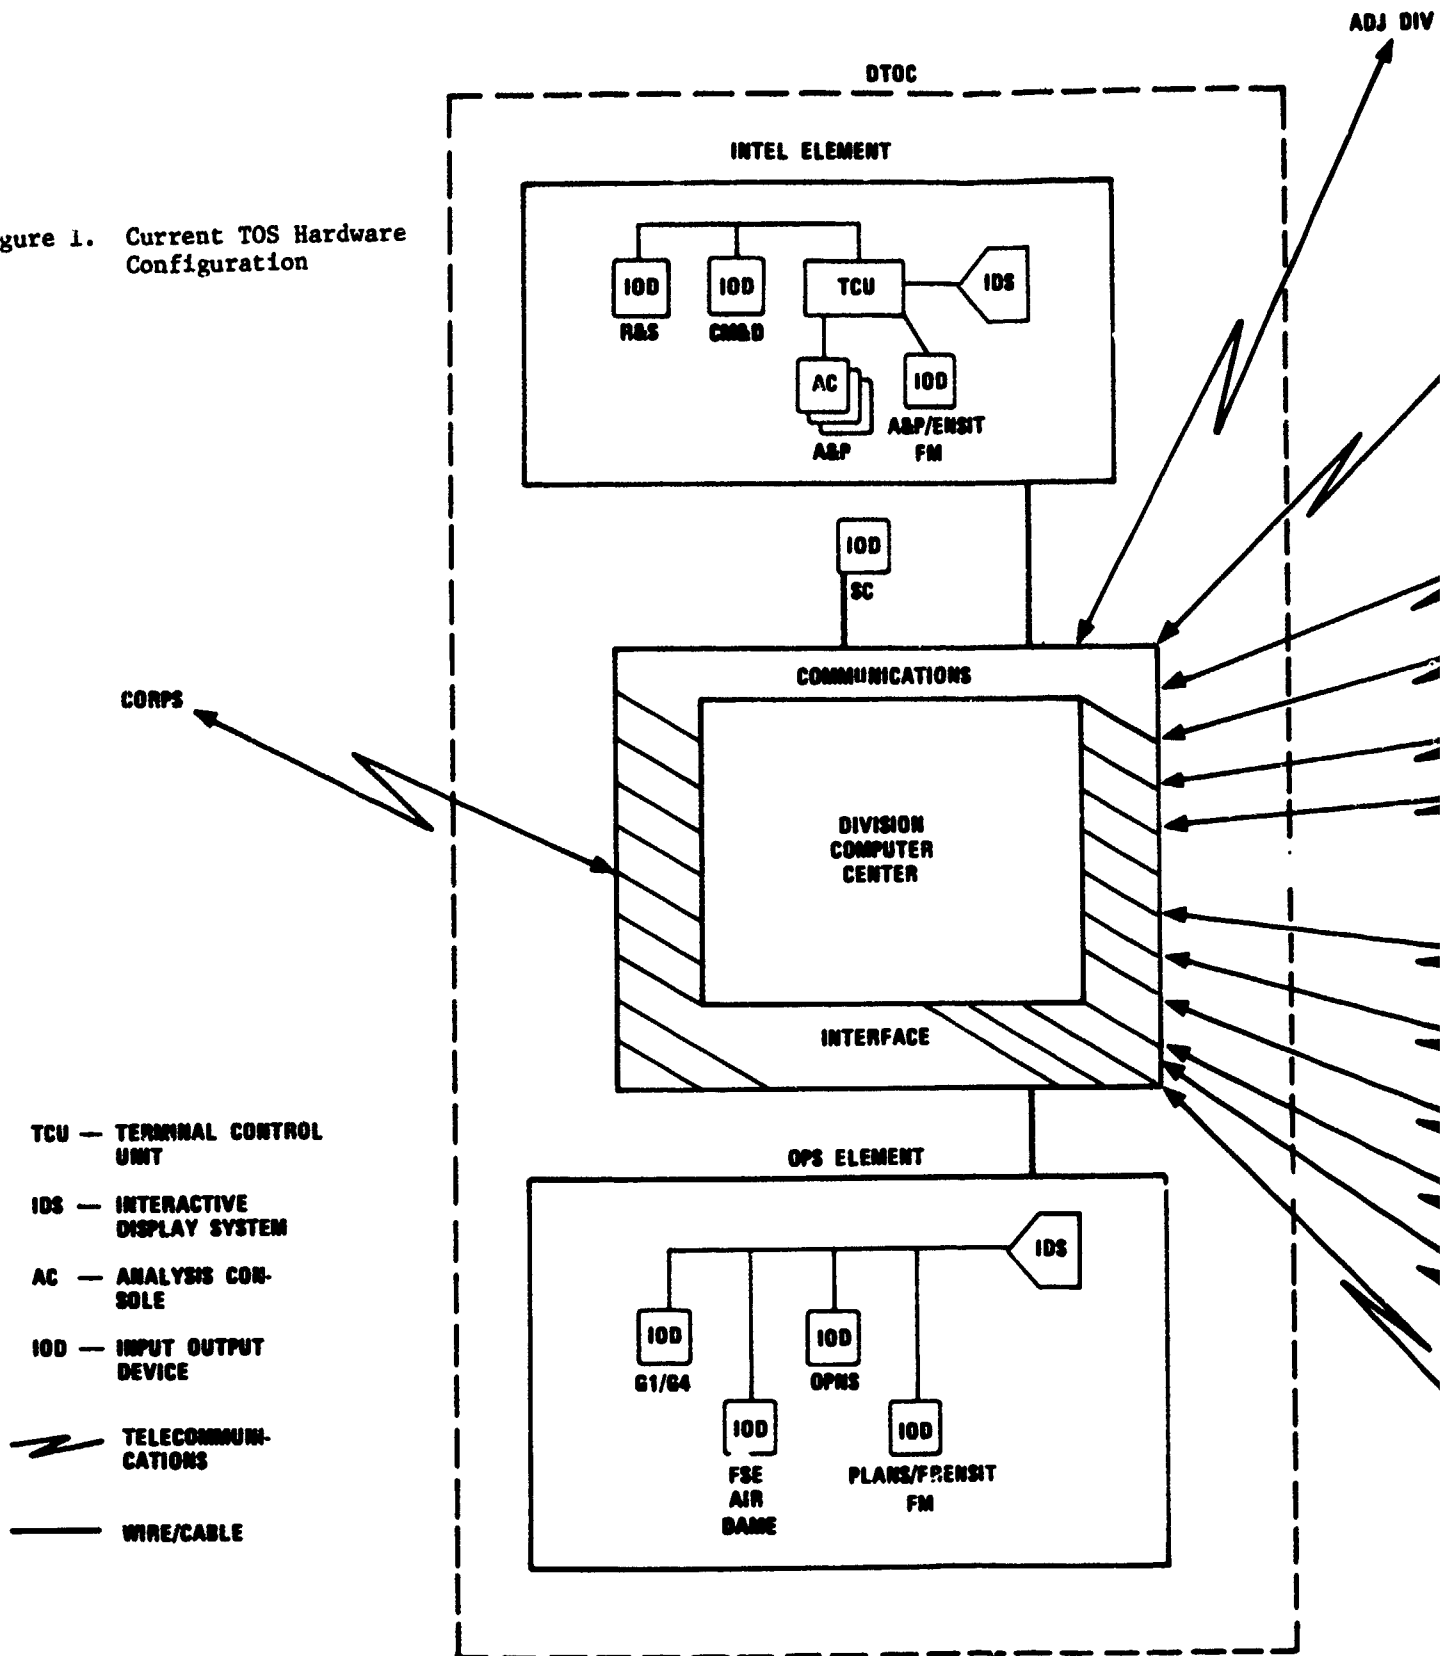 ADJ DIV
DTOC
INTEL ELEMENT
gure 1. Current TOS Hardware
Configuration
IOD
IOD
TCU
IDS
R&S
CM&D
AC
IOD
A&P
A&P/ENSIT
FM
IOD
SC
COMMUNICATIONS
CORPS
DIVISION
COMPUTER
CENTER
INTERFACE
TCU — TERMINAL CONTROL
UNIT
OPS ELEMENT
IDS — INTERACTIVE
DISPLAY SYSTEM
IDS
AC — ANALYSIS CON-
SOLE
IOD — INPUT OUTPUT
DEVICE
IOD
IOD
G1/G4
OPNS
IOD
IOD
TELECOMMUNI-
CATIONS
FSE
AIR
DAME
PLANS/FRENSIT
FM
WIRE/CABLE